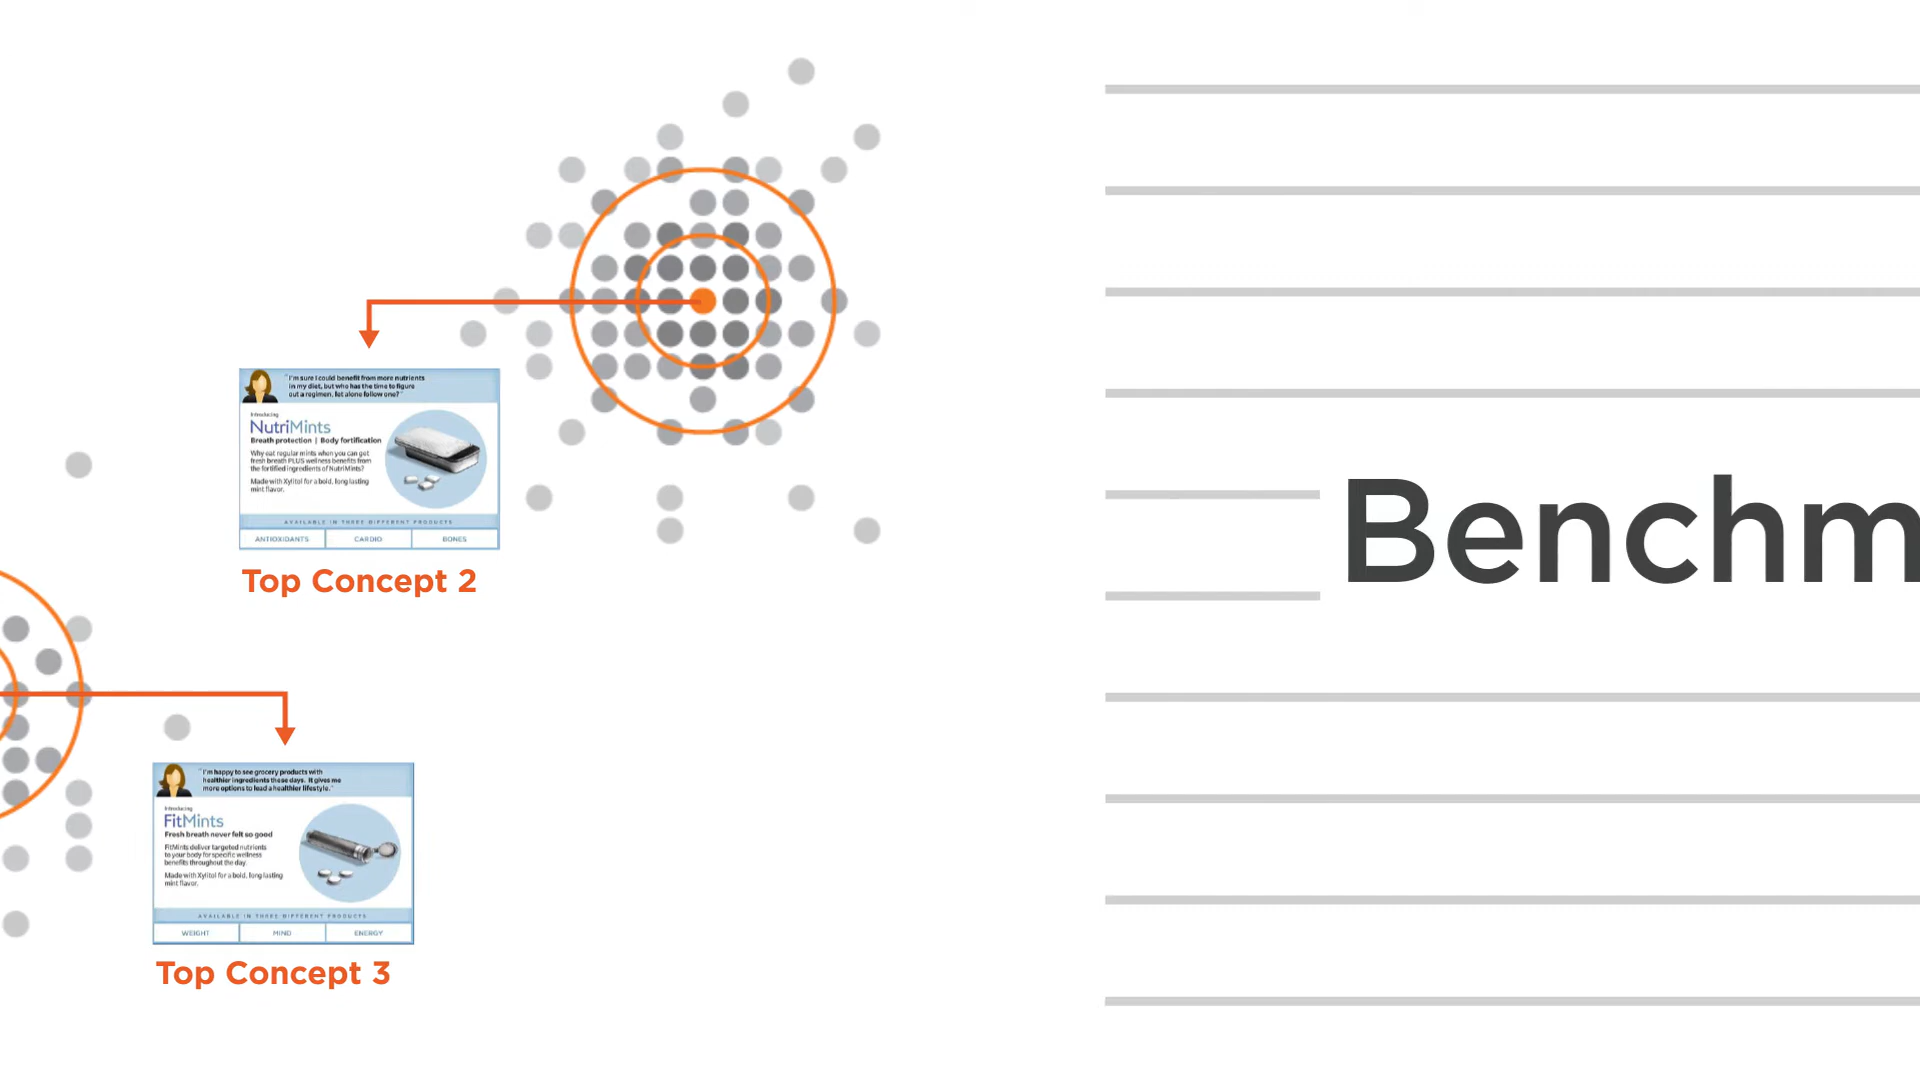 "I'm sure I could benefit from more nutrients
in my diet, but who has the time to figure
out a regimen, let alone follow one?"
Introducing
NutriMints
Breath protection | Body fortification
Why eat regular mints when you can get
fresh breath PLUS wellness benefits from
the fortified ingredients of NutriMints?
Made with Xylitol for a bold, long lasting
mint flavor.
AVAILABLE IN THREE DIFFERENT PRODUCTS
ANTIOXIDANTS CARDIO BONES
Top Concept 2
"I'm happy to see grocery products with
healthier ingredients these days. It gives me
more options to lead a healthier lifestyle."
Introducing
FitMints
Fresh breath never felt so good
FitMints deliver targeted nutrients
to your body for specific wellness
benefits throughout the day.
Made with Xylitol for a bold, long lasting
mint flavor.
AVAILABLE IN THREE DIFFERENT PRODUCTS
WEIGHT MIND ENERGY
Top Concept 3
Benchm